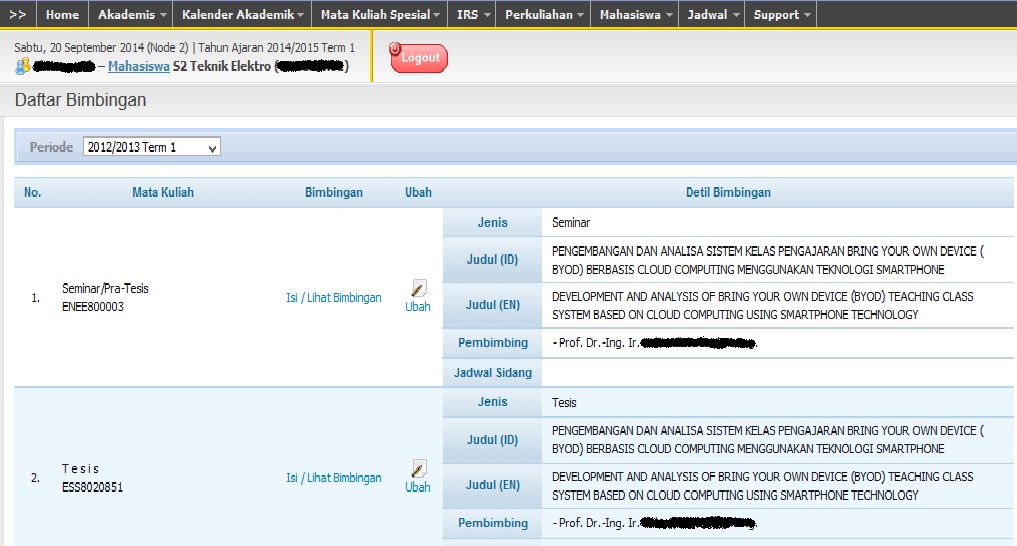 >> Home Akademis Kalender Akademik Mata Kuliah Spesial IRS Perkuliahan Mahasiswa Jadwal Support
Sabtu, 20 September 2014 (Node 2) | Tahun Ajaran 2014/2015 Term 1
– Mahasiswa S2 Teknik Elektro ( )
Logout
Daftar Bimbingan
Periode 2012/2013 Term 1
No. Mata Kuliah Bimbingan Ubah Detil Bimbingan
1.
Seminar/Pra-Tesis
ENEE800003
Isi / Lihat Bimbingan
Ubah
Jenis Seminar
Judul (ID)
PENGEMBANGAN DAN ANALISA SISTEM KELAS PENGAJARAN BRING YOUR OWN DEVICE (
BYOD) BERBASIS CLOUD COMPUTING MENGGUNAKAN TEKNOLOGI SMARTPHONE
Judul (EN)
DEVELOPMENT AND ANALYSIS OF BRING YOUR OWN DEVICE (BYOD) TEACHING CLASS
SYSTEM BASED ON CLOUD COMPUTING USING SMARTPHONE TECHNOLOGY
Pembimbing - Prof. Dr.-Ing. Ir. .
Jadwal Sidang
2.
T e s i s
ESS8020851
Isi / Lihat Bimbingan
Ubah
Jenis Tesis
Judul (ID)
PENGEMBANGAN DAN ANALISA SISTEM KELAS PENGAJARAN BRING YOUR OWN DEVICE (
BYOD) BERBASIS CLOUD COMPUTING MENGGUNAKAN TEKNOLOGI SMARTPHONE
Judul (EN)
DEVELOPMENT AND ANALYSIS OF BRING YOUR OWN DEVICE (BYOD) TEACHING CLASS
SYSTEM BASED ON CLOUD COMPUTING USING SMARTPHONE TECHNOLOGY
Pembimbing - Prof. Dr.-Ing. Ir. .